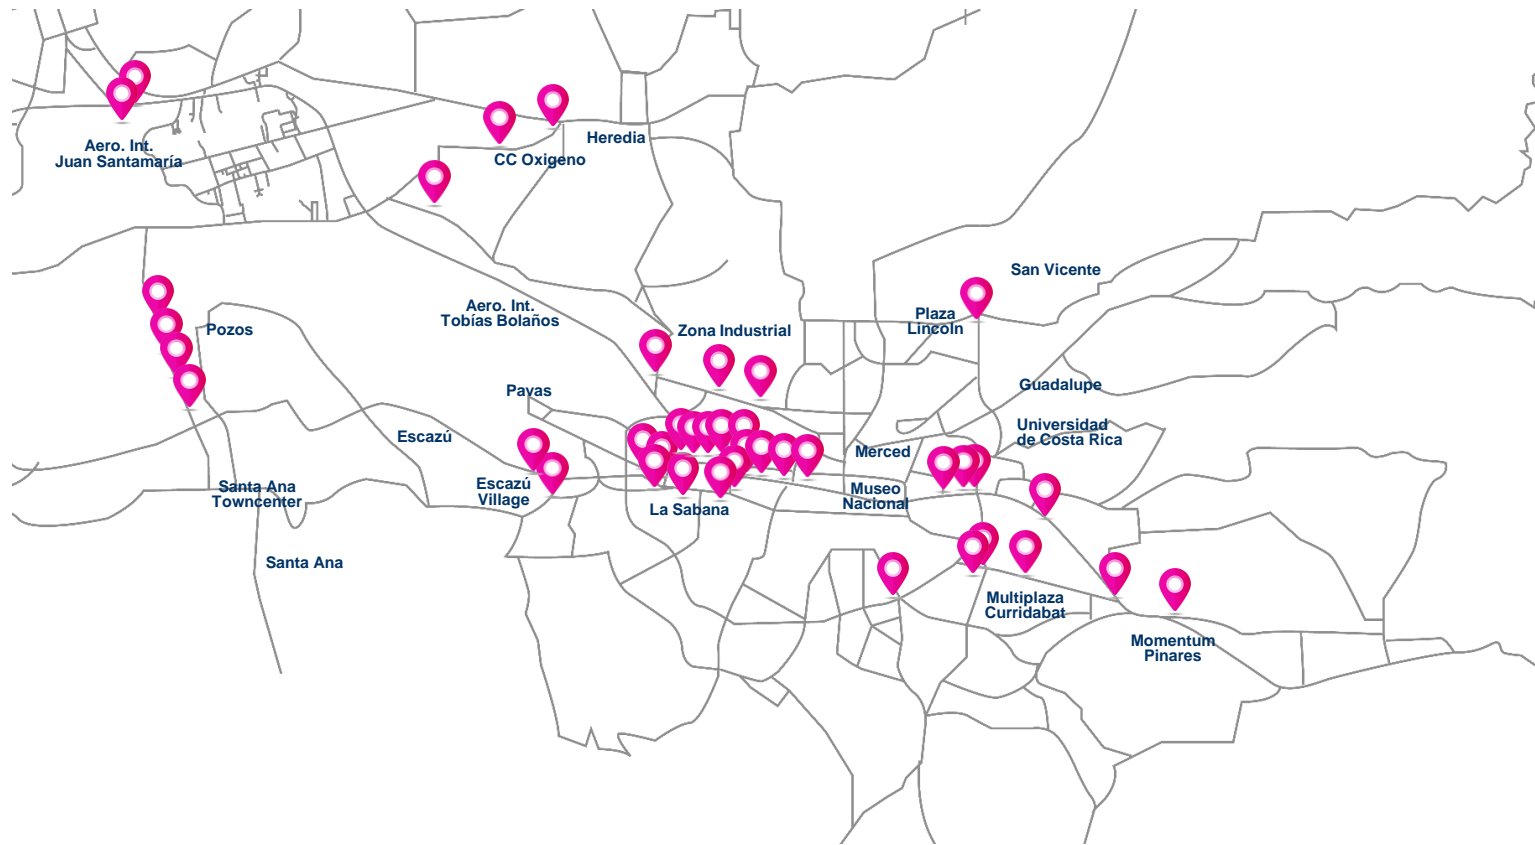 Aero. Int.
Juan Santamaría
Heredia
CC Oxigeno
San Vicente
Aero. Int.
Tobías Bolaños
Plaza
Lincoln
Pozos
Zona Industrial
Guadalupe
Pavas
Universidad
de Costa Rica
Escazú
Merced
Escazú
Village
Santa Ana
Towncenter
Museo
Nacional
La Sabana
Santa Ana
Multiplaza
Curridabat
Momentum
Pinares